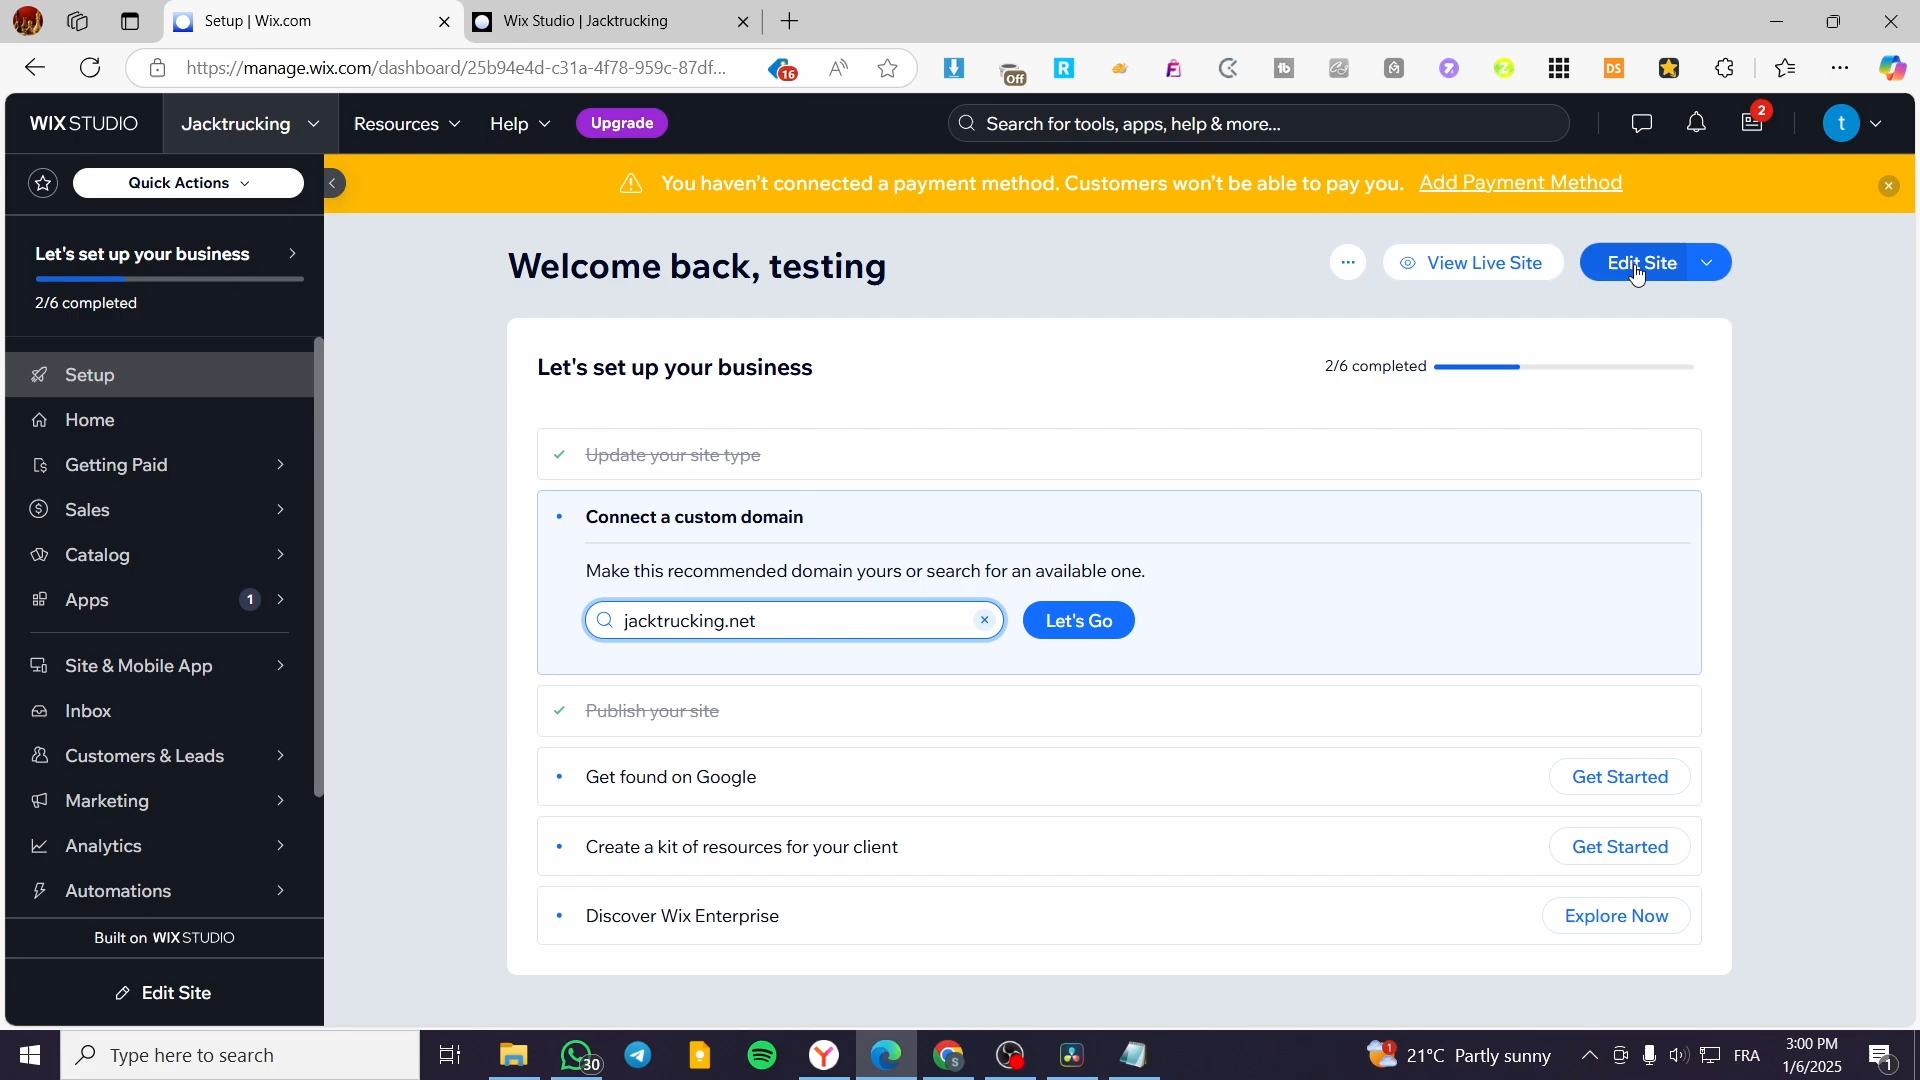 Setup | Wix.com
Wix Studio | Jacktrucking
https://manage.wix.com/dashboard/25b94e4d-c31a-4f78-959c-87df...
16
Off
R
tb
DS
WIX STUDIO
Jacktrucking
Resources
Help
Upgrade
Search for tools, apps, help & more...
2
t
Quick Actions
You haven't connected a payment method. Customers won't be able to pay you. Add Payment Method
Let's set up your business
2/6 completed
Welcome back, testing
View Live Site
Edit Site
Let's set up your business
2/6 completed
Setup
Home
Getting Paid
Sales
Catalog
Apps
1
Site & Mobile App
Inbox
Customers & Leads
Marketing
Analytics
Automations
Built on WIX STUDIO
Edit Site
Update your site type
Connect a custom domain
Make this recommended domain yours or search for an available one.
jacktrucking.net
Let's Go
Publish your site
Get found on Google
Get Started
Create a kit of resources for your client
Get Started
Discover Wix Enterprise
Explore Now
Type here to search
30
21°C Partly sunny
FRA
3:00 PM
1/6/2025
1